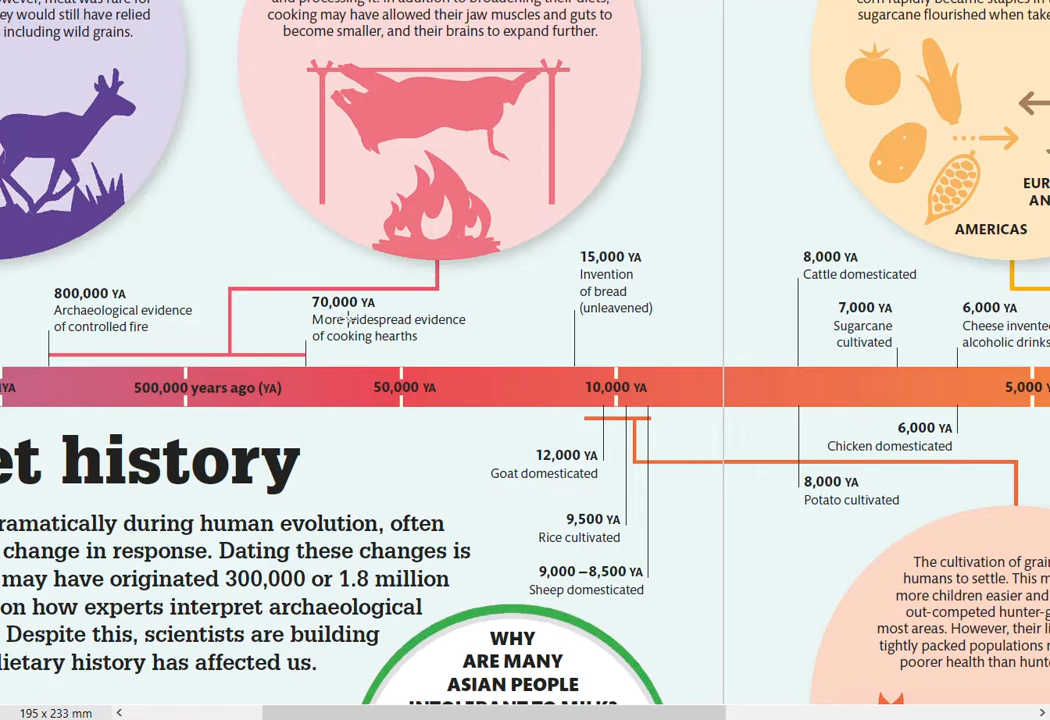 owever, meat was rare for
ey would still have relied
including wild grains.
and processing it. In addition to broadening their diets,
cooking may have allowed their jaw muscles and guts to
become smaller, and their brains to expand further.
corn rapidly became staples in
sugarcane flourished when take
EUR
AN
AMERICAS
800,000 YA
Archaeological evidence
of controlled fire
70,000 YA
More widespread evidence
of cooking hearths
15,000 YA
Invention
of bread
(unleavened)
8,000 YA
Cattle domesticated
7,000 YA
Sugarcane
cultivated
6,000 YA
Cheese invente
alcoholic drinks
YA
500,000 years ago (YA)
50,000 YA
10,000 YA
5,000 Y
et history
ramatically during human evolution, often
change in response. Dating these changes is
may have originated 300,000 or 1.8 million
on how experts interpret archaeological
Despite this, scientists are building
lietary history has affected us.
12,000 YA
Goat domesticated
9,500 YA
Rice cultivated
9,000–8,500 YA
Sheep domesticated
6,000 YA
Chicken domesticated
8,000 YA
Potato cultivated
The cultivation of grai
humans to settle. This m
more children easier and
out-competed hunter-g
most areas. However, their li
tightly packed populations
poorer health than hunt
WHY
ARE MANY
ASIAN PEOPLE
INTOLERANT TO MILK?
195 x 233 mm